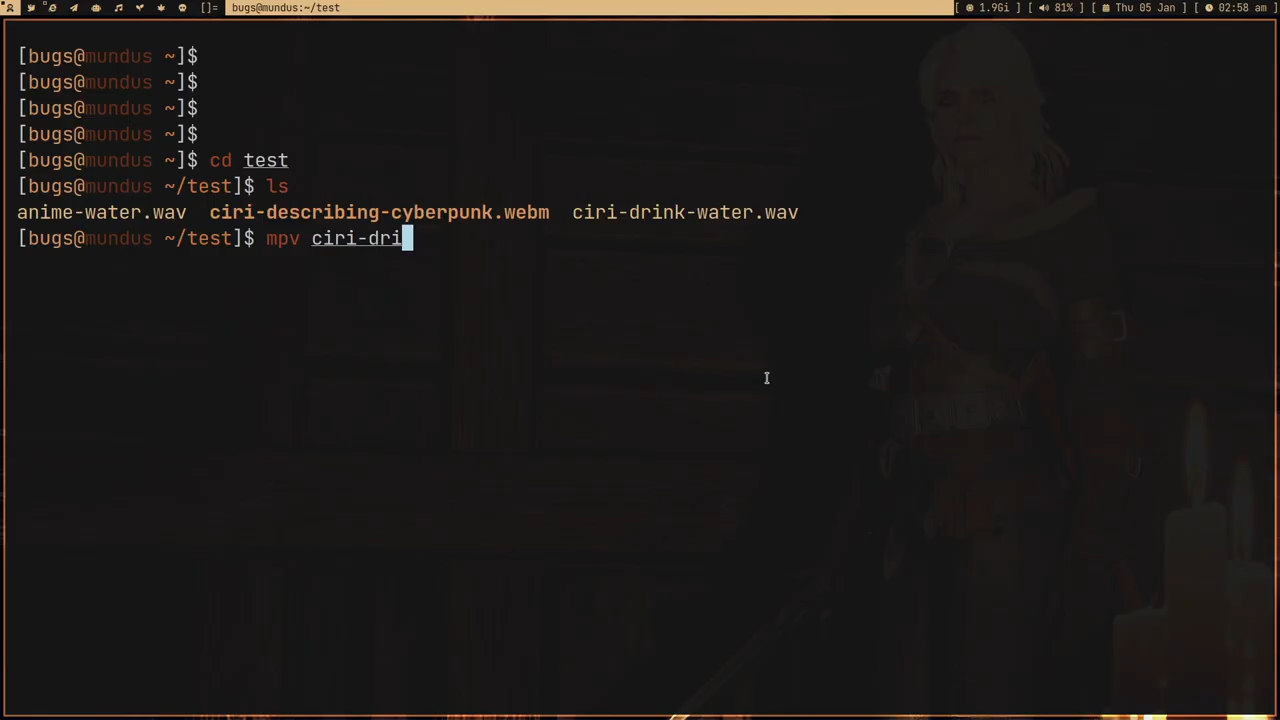 []= bugs@mundus:~/test [ 1.96i ] [ 81% ] [ Thu 05 Jan ] [ 02:58 am ]
[bugs@mundus ~]$
[bugs@mundus ~]$
[bugs@mundus ~]$
[bugs@mundus ~]$
[bugs@mundus ~]$ cd test
[bugs@mundus ~/test]$ ls
anime-water.wav ciri-describing-cyberpunk.webm ciri-drink-water.wav
[bugs@mundus ~/test]$ mpv ciri-dri